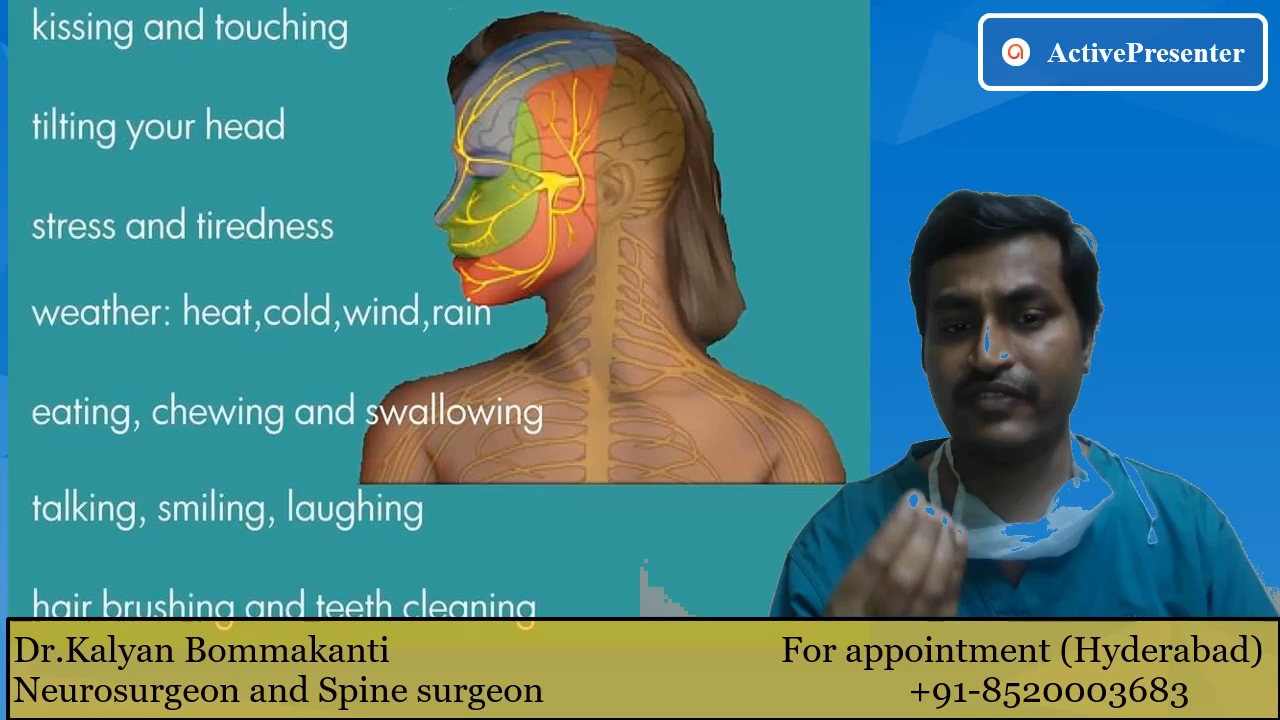 kissing and touching
tilting your head
stress and tiredness
weather: heat,cold,wind,rain
eating, chewing and swallowing
talking, smiling, laughing
hair brushing and teeth cleaning
ActivePresenter
Dr.Kalyan Bommakanti
Neurosurgeon and Spine surgeon
For appointment (Hyderabad)
+91-8520003683